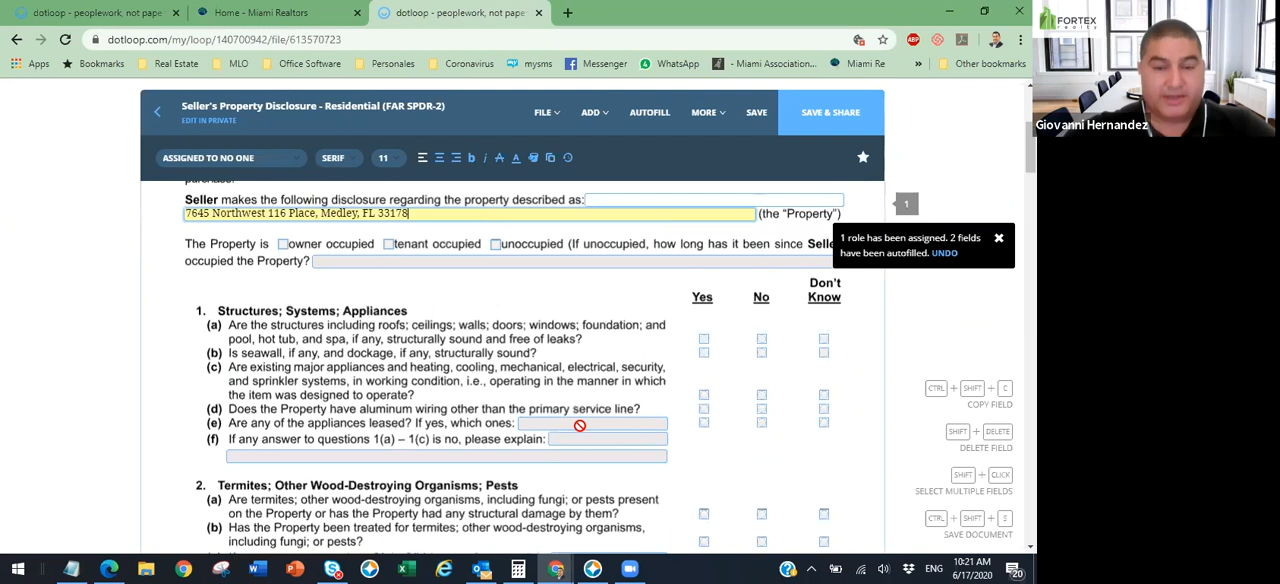 dotloop - peoplework, not pape
Home - Miami Realtors
dotloop - peoplework, not pape
dotloop.com/my/loop/140700942/file/613570723
ABP
Apps
Bookmarks
Real Estate
MLO
Office Software
Personales
Coronavirus
mysms
Messenger
WhatsApp
- Miami Association...
Miami Re
»
Other bookmarks
FORTEX
realty
Giovanni Hernandez
Seller's Property Disclosure - Residential (FAR SPDR-2)
EDIT IN PRIVATE
FILE
ADD
AUTOFILL
MORE
SAVE
SAVE & SHARE
ASSIGNED TO NO ONE
SERIF
11
purchase.
Seller makes the following disclosure regarding the property described as:
7645 Northwest 116 Place, Medley, FL 33178
(the “Property”)
1
1 role has been assigned. 2 fields
have been autofilled. UNDO
The Property is owner occupied tenant occupied unoccupied (If unoccupied, how long has it been since Selle
occupied the Property?
Yes No Don’t Know
1. Structures; Systems; Appliances
(a) Are the structures including roofs; ceilings; walls; doors; windows; foundation; and
pool, hot tub, and spa, if any, structurally sound and free of leaks?
(b) Is seawall, if any, and dockage, if any, structurally sound?
(c) Are existing major appliances and heating, cooling, mechanical, electrical, security,
and sprinkler systems, in working condition, i.e., operating in the manner in which
the item was designed to operate?
(d) Does the Property have aluminum wiring other than the primary service line?
(e) Are any of the appliances leased? If yes, which ones:
(f) If any answer to questions 1(a) – 1(c) is no, please explain:
2. Termites; Other Wood-Destroying Organisms; Pests
(a) Are termites; other wood-destroying organisms, including fungi; or pests present
on the Property or has the Property had any structural damage by them?
(b) Has the Property been treated for termites; other wood-destroying organisms,
including fungi; or pests?
CTRL + SHIFT + C
COPY FIELD
SHIFT + DELETE
DELETE FIELD
SHIFT + CLICK
SELECT MULTIPLE FIELDS
CTRL + SHIFT + S
SAVE DOCUMENT
ENG
10:21 AM
6/17/2020
20